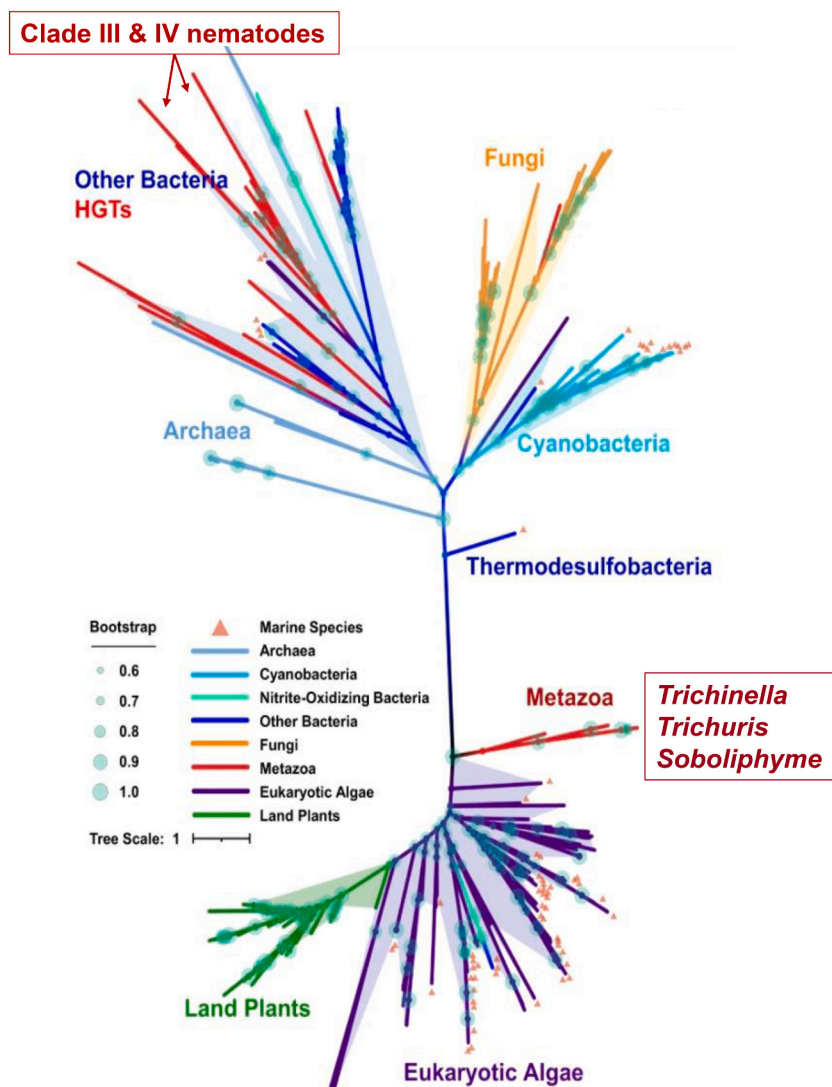 Clade III & IV nematodes
Other Bacteria
HGTs
Fungi
Archaea
Cyanobacteria
Thermodesulfobacteria
Bootstrap
0.6
0.7
0.8
0.9
1.0
Marine Species
Archaea
Cyanobacteria
Nitrite-Oxidizing Bacteria
Other Bacteria
Fungi
Metazoa
Eukaryotic Algae
Land Plants
Tree Scale: 1
Metazoa
Trichinella
Trichuris
Soboliphyme
Land Plants
Eukaryotic Algae